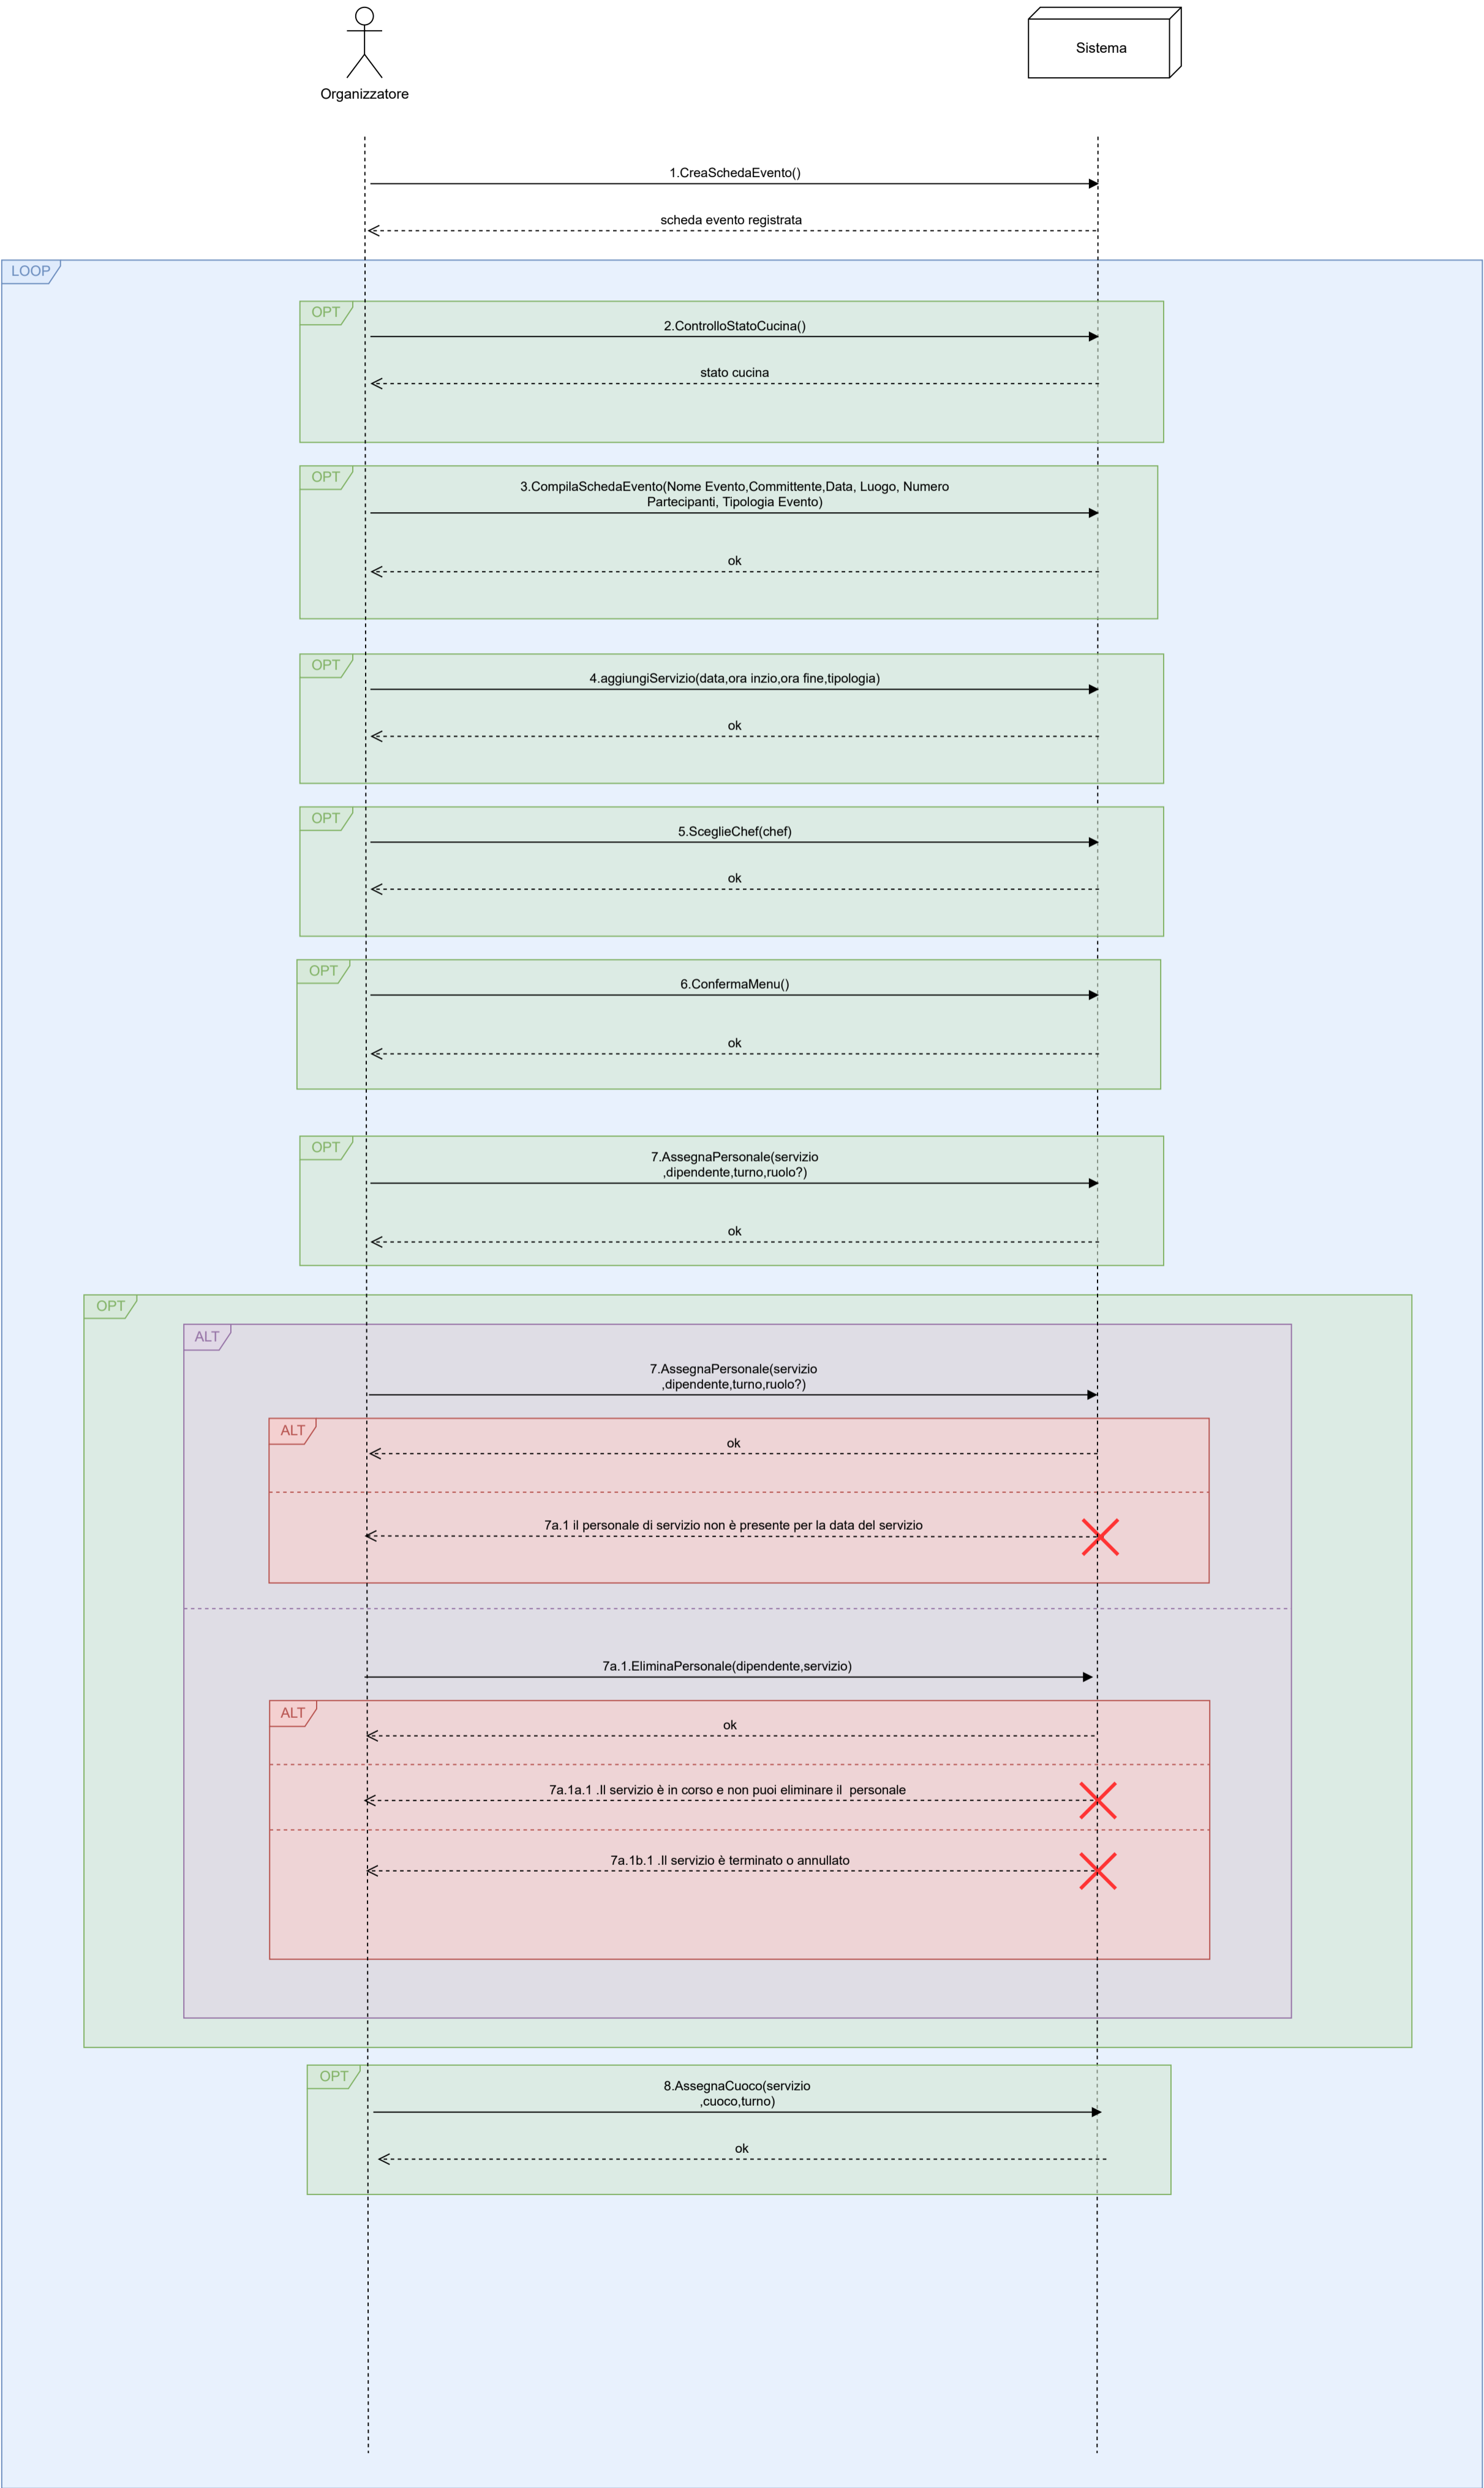 Organizzatore
Sistema
1.CreaSchedaEvento()
scheda evento registrata
LOOP
OPT
2.ControlloStatoCucina()
stato cucina
OPT
3.CompilaSchedaEvento(Nome Evento,Committente,Data, Luogo, Numero
Partecipanti, Tipologia Evento)
ok
OPT
4.aggiungiServizio(data,ora inzio,ora fine,tipologia)
ok
OPT
5.SceglieChef(chef)
ok
OPT
6.ConfermaMenu()
ok
OPT
7.AssegnaPersonale(servizio
,dipendente,turno,ruolo?)
ok
OPT
ALT
7.AssegnaPersonale(servizio
,dipendente,turno,ruolo?)
ALT
ok
7a.1 il personale di servizio non è presente per la data del servizio
7a.1.EliminaPersonale(dipendente,servizio)
ALT
ok
7a.1a.1 .Il servizio è in corso e non puoi eliminare il  personale
7a.1b.1 .Il servizio è terminato o annullato
OPT
8.AssegnaCuoco(servizio
,cuoco,turno)
ok